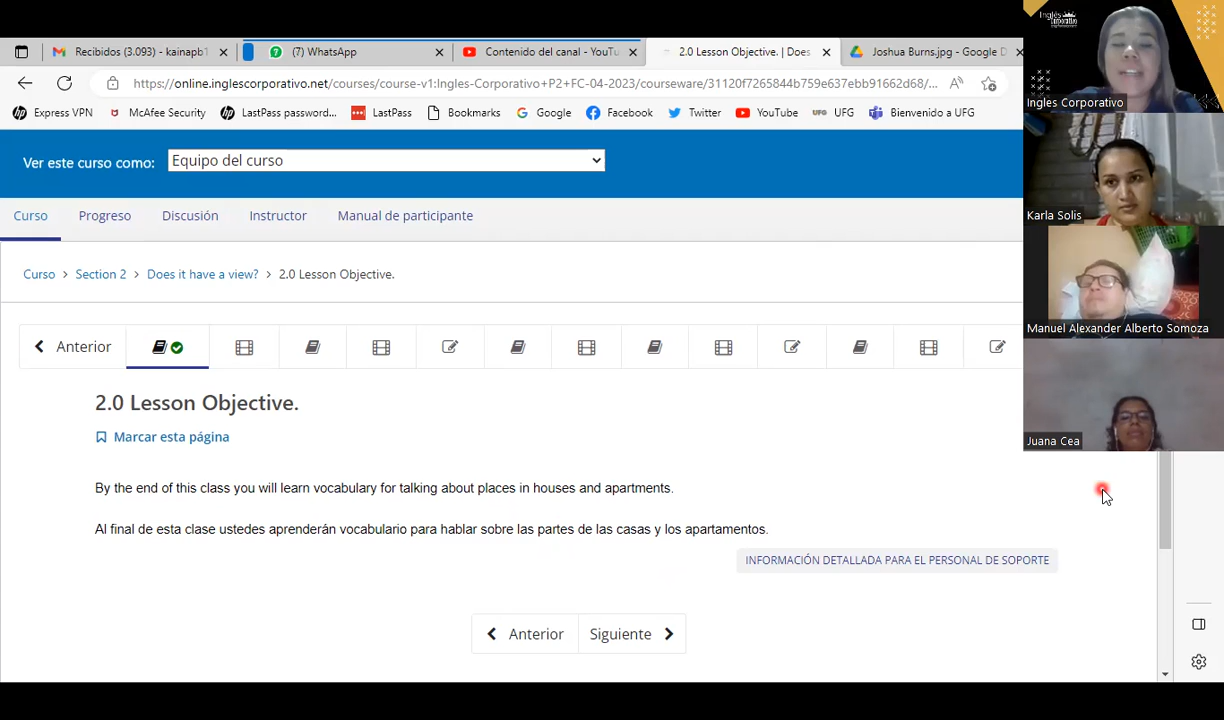 Recibidos (3.093) - kainapb1
(7) WhatsApp
Contenido del canal - YouTu
2.0 Lesson Objective. | Does
Joshua Burns.jpg - Google D
https://online.inglescorporativo.net/courses/course-v1:Ingles-Corporativo+P2+FC-04-2023/courseware/31120f7265844b759e637ebb91662d68/...
Express VPN
McAfee Security
LastPass password...
LastPass
Bookmarks
Google
Facebook
Twitter
YouTube
UFG
Bienvenido a UFG
Ver este curso como:
Equipo del curso
Curso
Progreso
Discusión
Instructor
Manual de participante
Curso > Section 2 > Does it have a view? > 2.0 Lesson Objective.
Anterior
2.0 Lesson Objective.
Marcar esta página
By the end of this class you will learn vocabulary for talking about places in houses and apartments.
Al final de esta clase ustedes aprenderán vocabulario para hablar sobre las partes de las casas y los apartamentos.
INFORMACIÓN DETALLADA PARA EL PERSONAL DE SOPORTE
Anterior
Siguiente
Inglés
Corporativo
Ingles Corporativo
Karla Solis
Manuel Alexander Alberto Somoza
Juana Cea